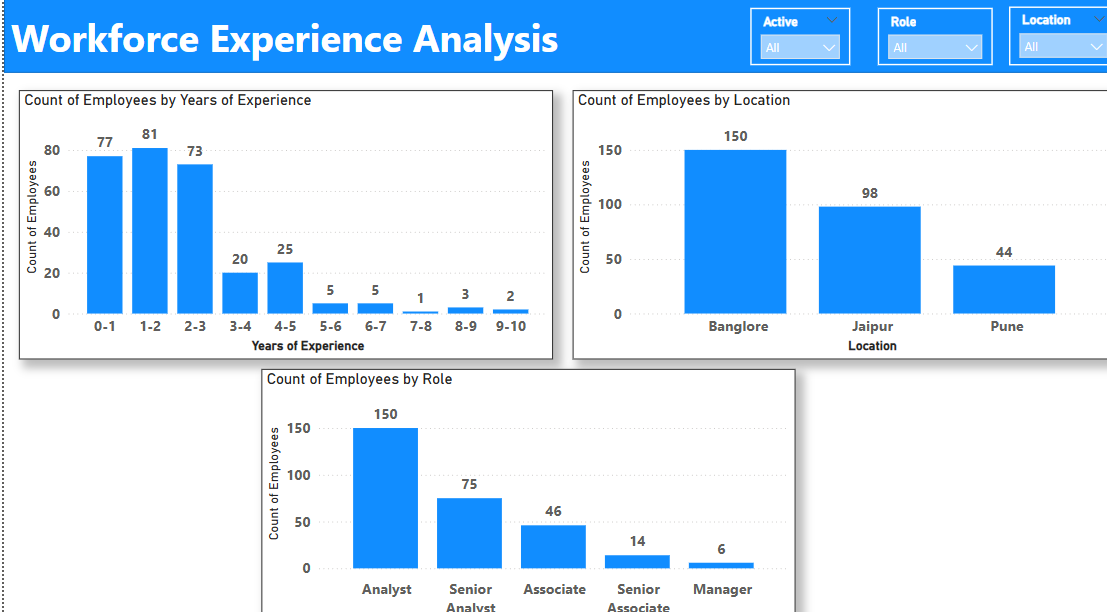 Workforce Experience Analysis
Active
All
Role
All
Location
All
Count of Employees by Years of Experience
Count of Employees
80
60
40
20
0
77
81
73
20
25
5
5
1
3
2
0-1
1-2
2-3
3-4
4-5
5-6
6-7
7-8
8-9
9-10
Years of Experience
Count of Employees by Location
Count of Employees
150
100
50
0
150
98
44
Banglore
Jaipur
Pune
Location
Count of Employees by Role
Count of Employees
150
100
50
0
150
75
46
14
6
Analyst
Senior
Analyst
Associate
Senior
Associate
Manager